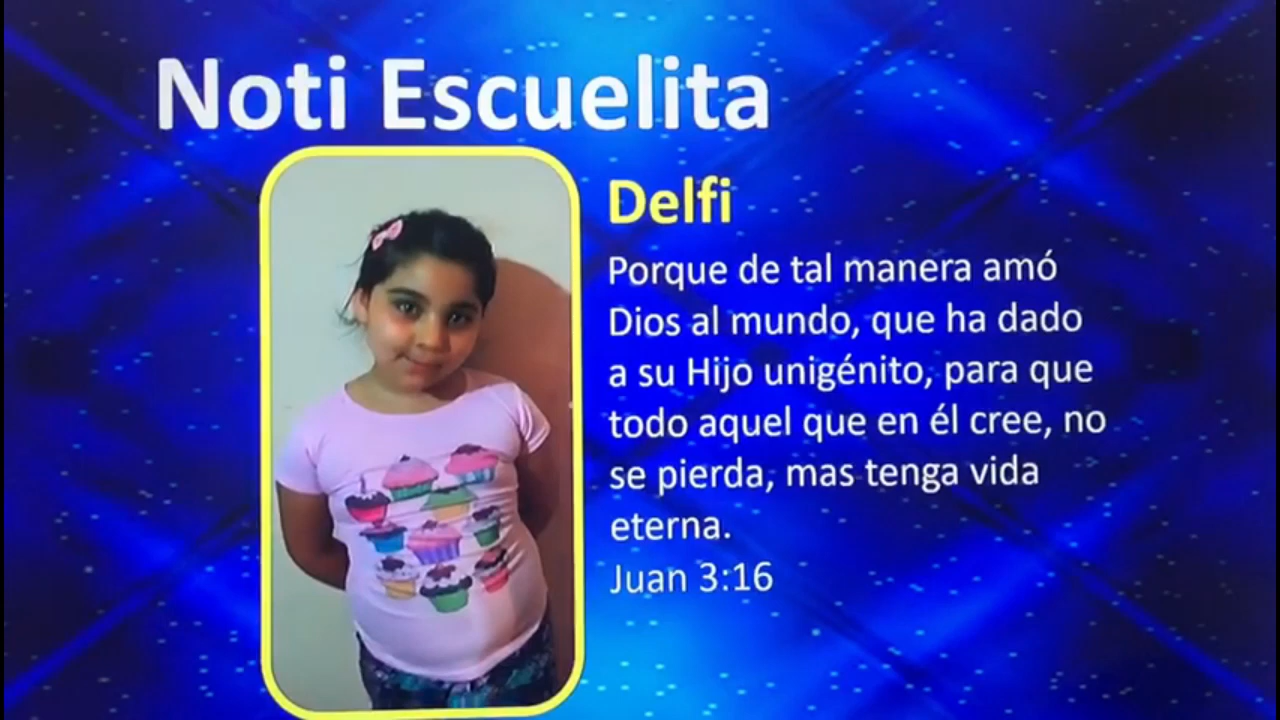 Noti Escuelita
Delfi
Porque de tal manera amó
Dios al mundo, que ha dado
a su Hijo unigénito, para que
todo aquel que en él cree, no
se pierda, mas tenga vida
eterna.
Juan 3:16